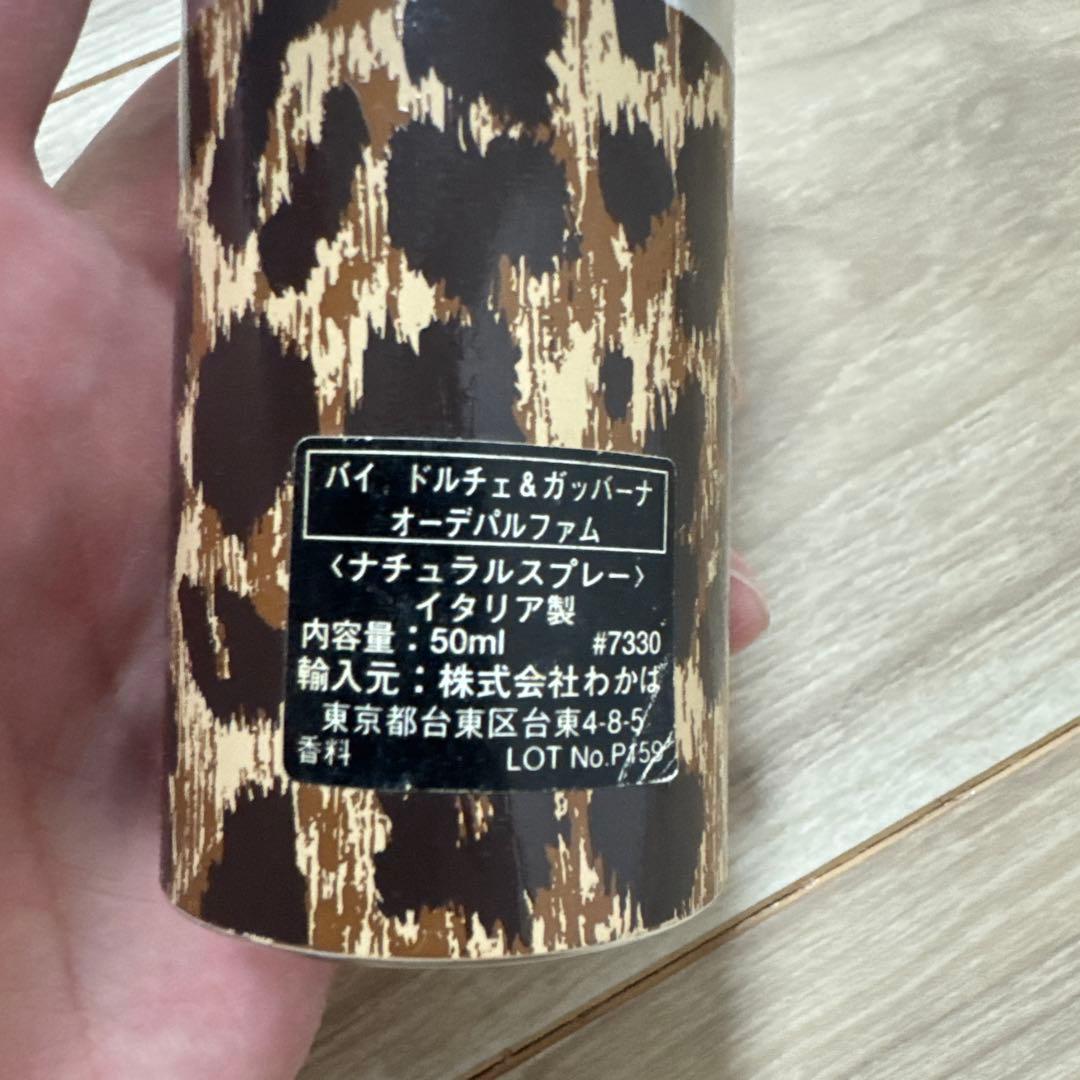 バイ　ドルチェ＆ガッバーナ
オーデパルファム
〈ナチュラルスプレー〉
イタリア製
内容量：50ml #7330
輸入元：株式会社わかば
東京都台東区台東4-8-5
香料 LOT No.P159